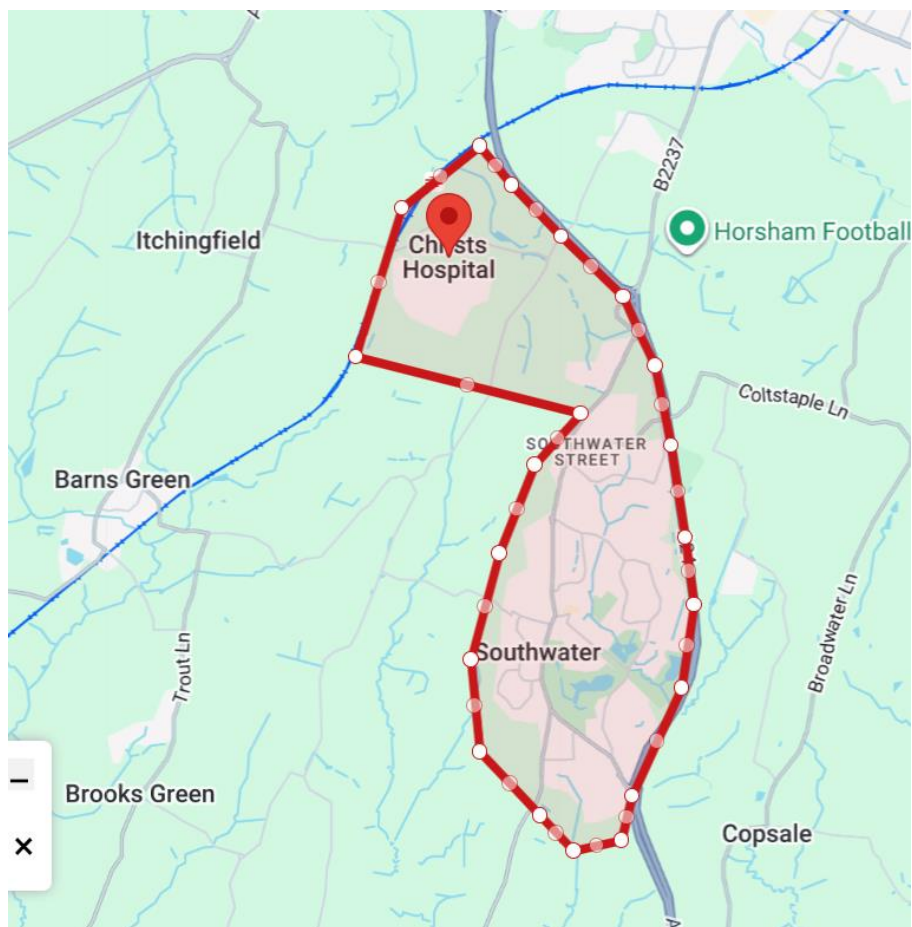 B2237
Horsham Football
Itchingfield
Christs
Hospital
Coltstaple Ln
SOUTHWATER
STREET
Barns Green
Trout Ln
Southwater
Broadwater Ln
Brooks Green
Copsale
A